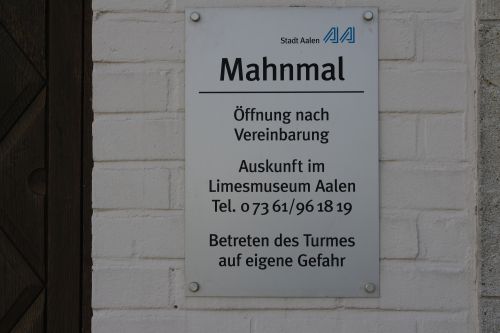 Stadt Aalen AA
Mahnmal
Öffnung nach
Vereinbarung
Auskunft im
Limesmuseum Aalen
Tel. 0 73 61/96 18 19
Betreten des Turmes
auf eigene Gefahr